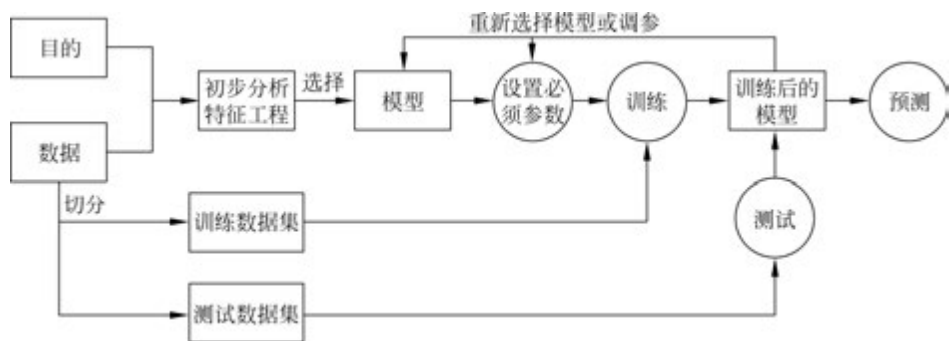 重新选择模型或调参
目的
初步分析
特征工程
选择
模型
设置必
须参数
训练
训练后的
模型
预测
数据
切分
训练数据集
测试
测试数据集